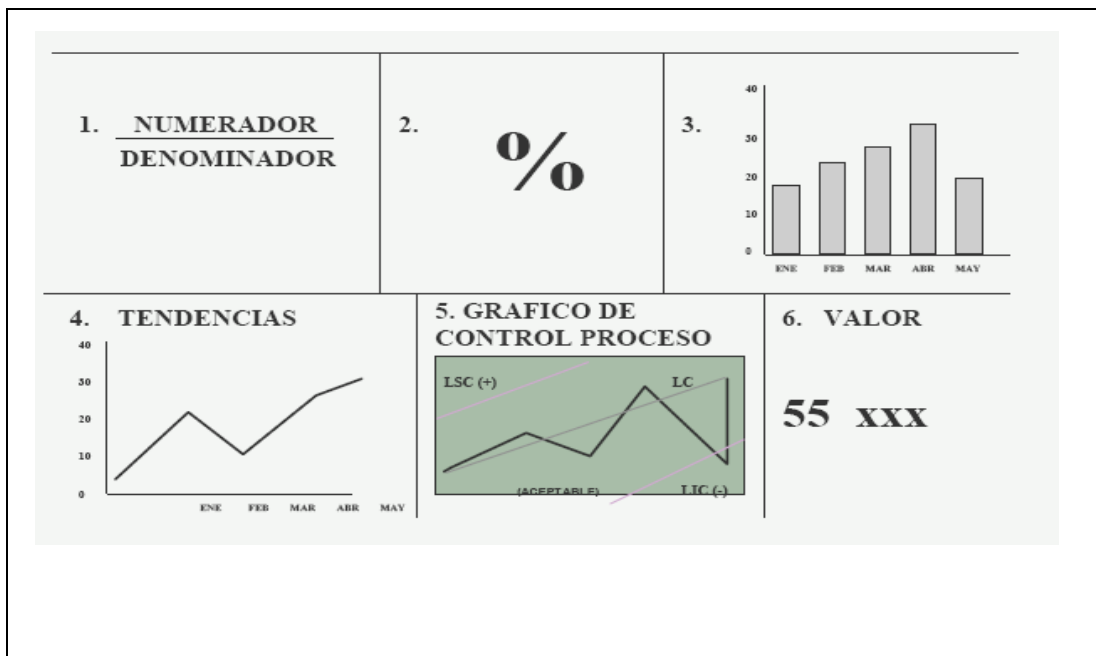 1. NUMERADOR
DENOMINADOR
2.
%
3.
40
30
20
10
0
ENE FEB MAR ABR MAY
4. TENDENCIAS
40
30
20
10
0
ENE FEB MAR ABR MAY
5. GRAFICO DE
CONTROL PROCESO
LSC (+) LC
(ACEPTABLE) LIC (-)
6. VALOR
55 xxx